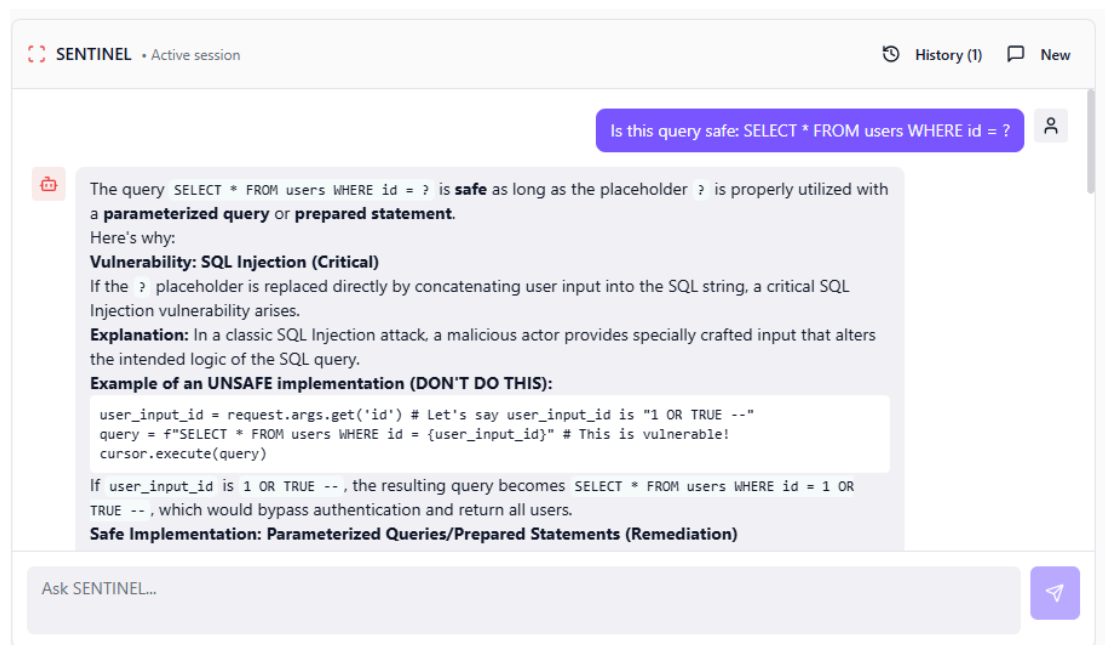 SENTINEL • Active session History (1) New
Is this query safe: SELECT * FROM users WHERE id = ?
The query SELECT * FROM users WHERE id = ? is safe as long as the placeholder ? is properly utilized with
a parameterized query or prepared statement.
Here's why:
Vulnerability: SQL Injection (Critical)
If the ? placeholder is replaced directly by concatenating user input into the SQL string, a critical SQL
Injection vulnerability arises.
Explanation: In a classic SQL Injection attack, a malicious actor provides specially crafted input that alters
the intended logic of the SQL query.
Example of an UNSAFE implementation (DON'T DO THIS):
user_input_id = request.args.get('id') # Let's say user_input_id is "1 OR TRUE --"
query = f"SELECT * FROM users WHERE id = {user_input_id}" # This is vulnerable!
cursor.execute(query)
If user_input_id is 1 OR TRUE -- , the resulting query becomes SELECT * FROM users WHERE id = 1 OR
TRUE -- , which would bypass authentication and return all users.
Safe Implementation: Parameterized Queries/Prepared Statements (Remediation)
Ask SENTINEL...